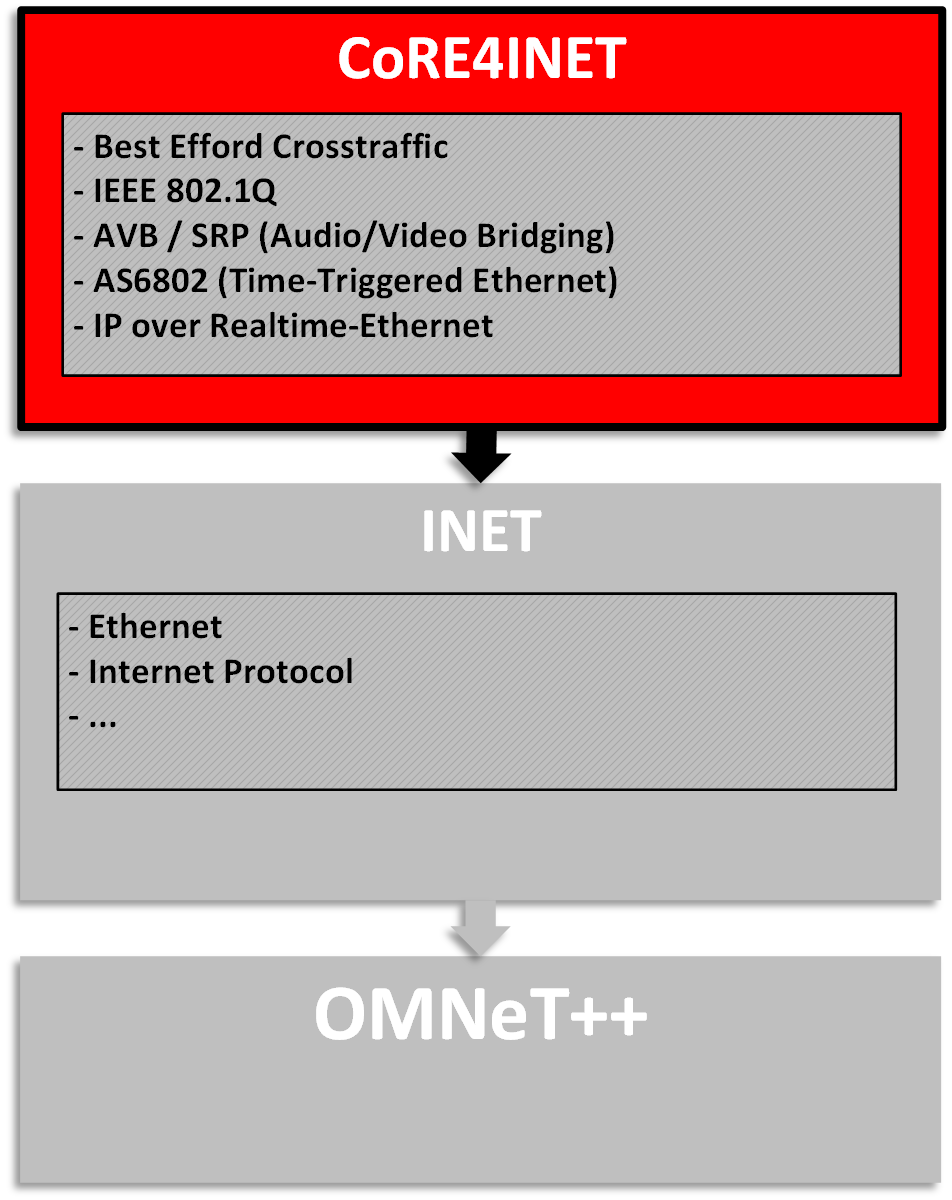 CoRE4INET
- Best Efford Crosstraffic
- IEEE 802.1Q
- AVB / SRP (Audio/Video Bridging)
- AS6802 (Time-Triggered Ethernet)
- IP over Realtime-Ethernet
INET
- Ethernet
- Internet Protocol
- ...
OMNeT++